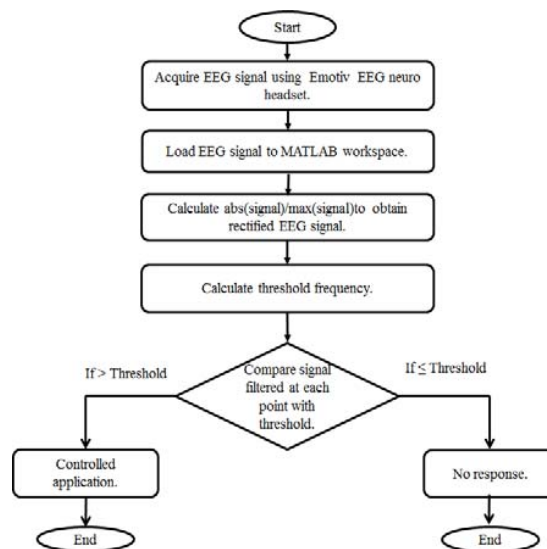 Start
Acquire EEG signal using Emotiv EEG neuro
headset.
Load EEG signal to MATLAB workspace.
Calculate abs(signal)/max(signal)to obtain
rectified EEG signal.
Calculate threshold frequency.
Compare signal
filtered at each
point with
threshold.
If > Threshold
If ≤ Threshold
Controlled
application.
No response.
End
End